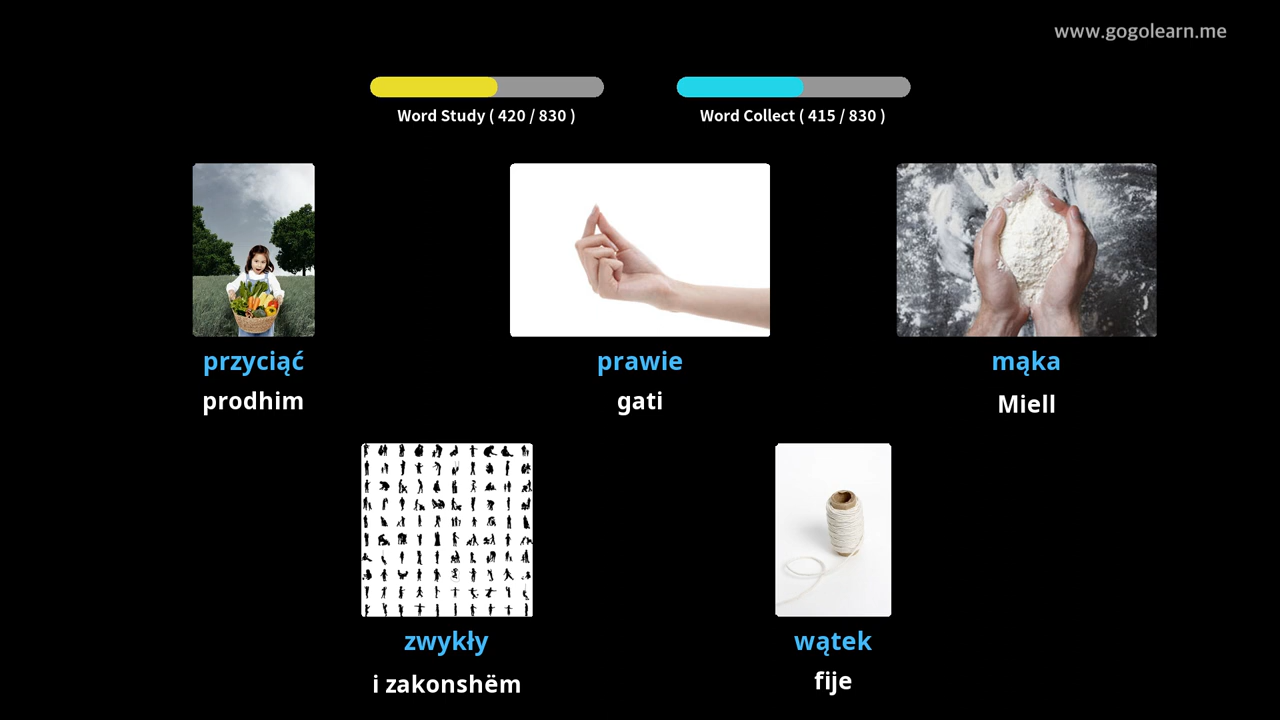 www.gogolearn.me
Word Study ( 420 / 830 )
Word Collect ( 415 / 830 )
przyciąć
prodhim
prawie
gati
mąka
Miell
zwykły
i zakonshëm
wątek
fije